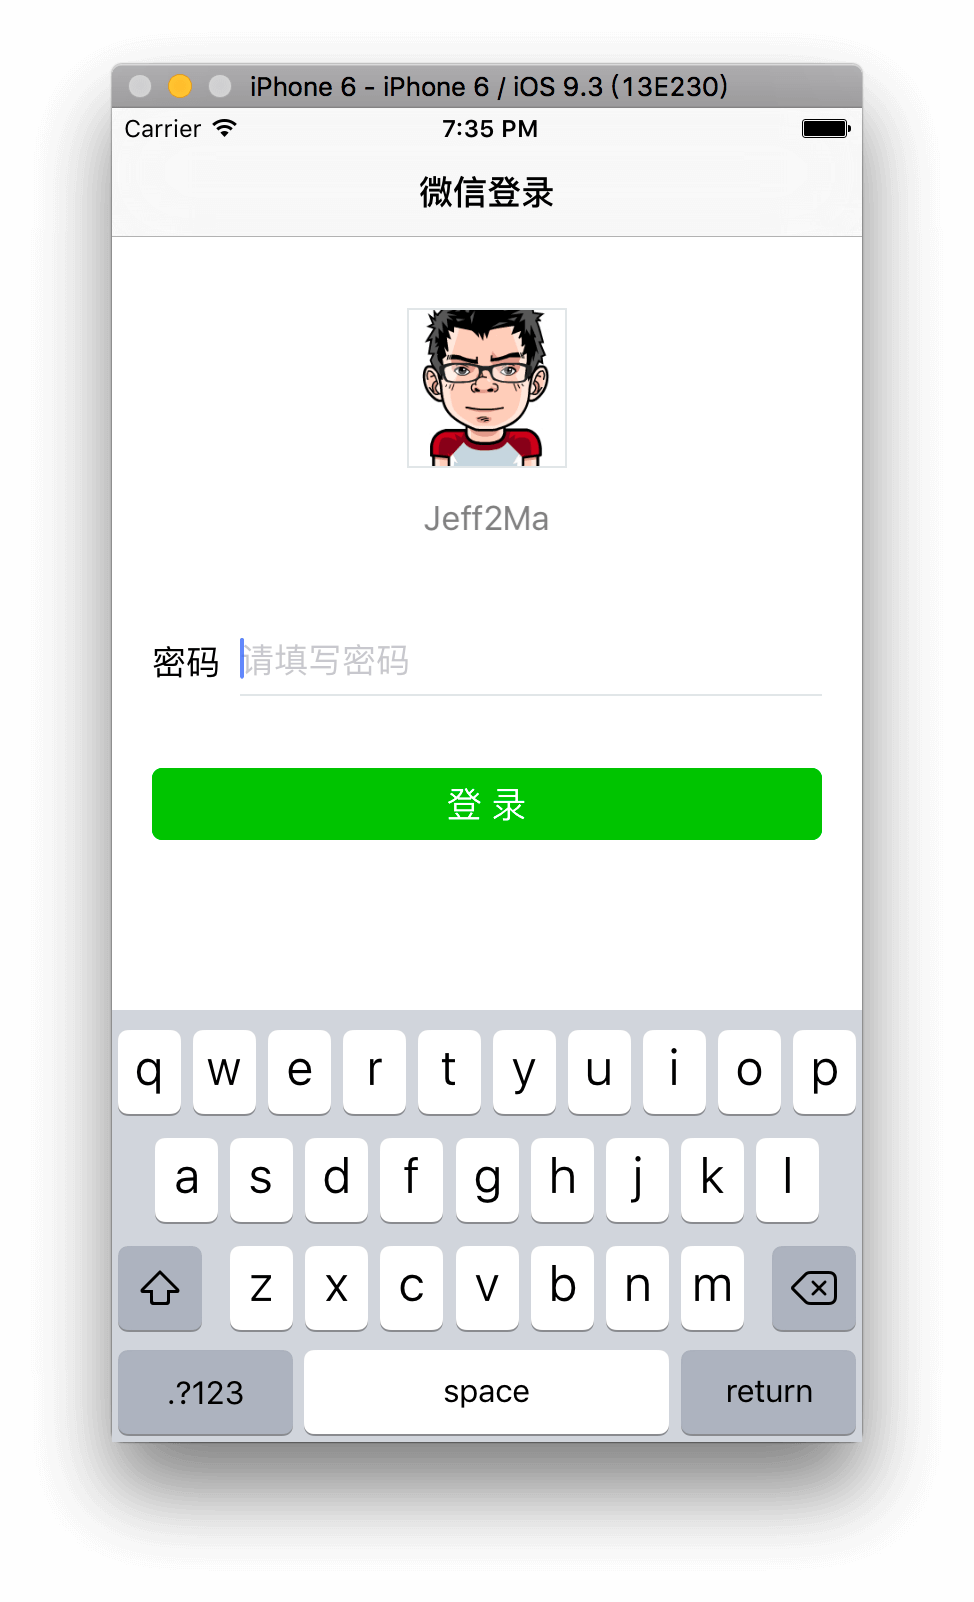 iPhone 6 - iPhone 6 / iOS 9.3 (13E230)
Carrier 7:35 PM
微信登录
Jeff2Ma
密码 请填写密码
登 录
q w e r t y u i o p
a s d f g h j k l
z x c v b n m
.?123 space return